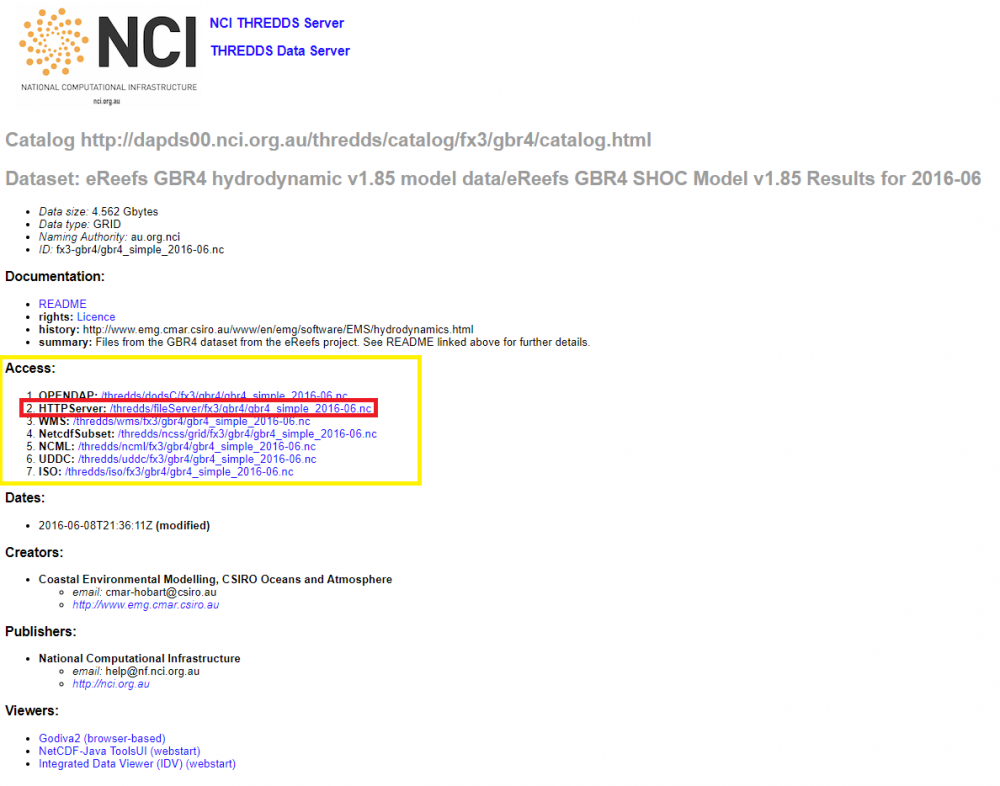 NCI
NATIONAL COMPUTATIONAL INFRASTRUCTURE
nci.org.au
NCI THREDDS Server
THREDDS Data Server
Catalog http://dapds00.nci.org.au/thredds/catalog/fx3/gbr4/catalog.html
Dataset: eReefs GBR4 hydrodynamic v1.85 model data/eReefs GBR4 SHOC Model v1.85 Results for 2016-06
• Data size: 4.562 Gbytes
• Data type: GRID
• Naming Authority: au.org.nci
• ID: fx3-gbr4/gbr4_simple_2016-06.nc
Documentation:
• README
• rights: Licence
• history: http://www.emg.cmar.csiro.au/www/en/emg/software/EMS/hydrodynamics.html
• summary: Files from the GBR4 dataset from the eReefs project. See README linked above for further details.
Access:
1. OPENDAP: /thredds/dodsC/fx3/gbr4/gbr4_simple_2016-06.nc
2. HTTPServer: /thredds/fileServer/fx3/gbr4/gbr4_simple_2016-06.nc
3. WMS: /thredds/wms/fx3/gbr4/gbr4_simple_2016-06.nc
4. NetcdfSubset: /thredds/ncss/grid/fx3/gbr4/gbr4_simple_2016-06.nc
5. NCML: /thredds/ncml/fx3/gbr4/gbr4_simple_2016-06.nc
6. UDDC: /thredds/uddc/fx3/gbr4/gbr4_simple_2016-06.nc
7. ISO: /thredds/iso/fx3/gbr4/gbr4_simple_2016-06.nc
Dates:
• 2016-06-08T21:36:11Z (modified)
Creators:
• Coastal Environmental Modelling, CSIRO Oceans and Atmosphere
◦ email: cmar-hobart@csiro.au
◦ http://www.emg.cmar.csiro.au
Publishers:
• National Computational Infrastructure
◦ email: help@nf.nci.org.au
◦ http://nci.org.au
Viewers:
• Godiva2 (browser-based)
• NetCDF-Java ToolsUI (webstart)
• Integrated Data Viewer (IDV) (webstart)